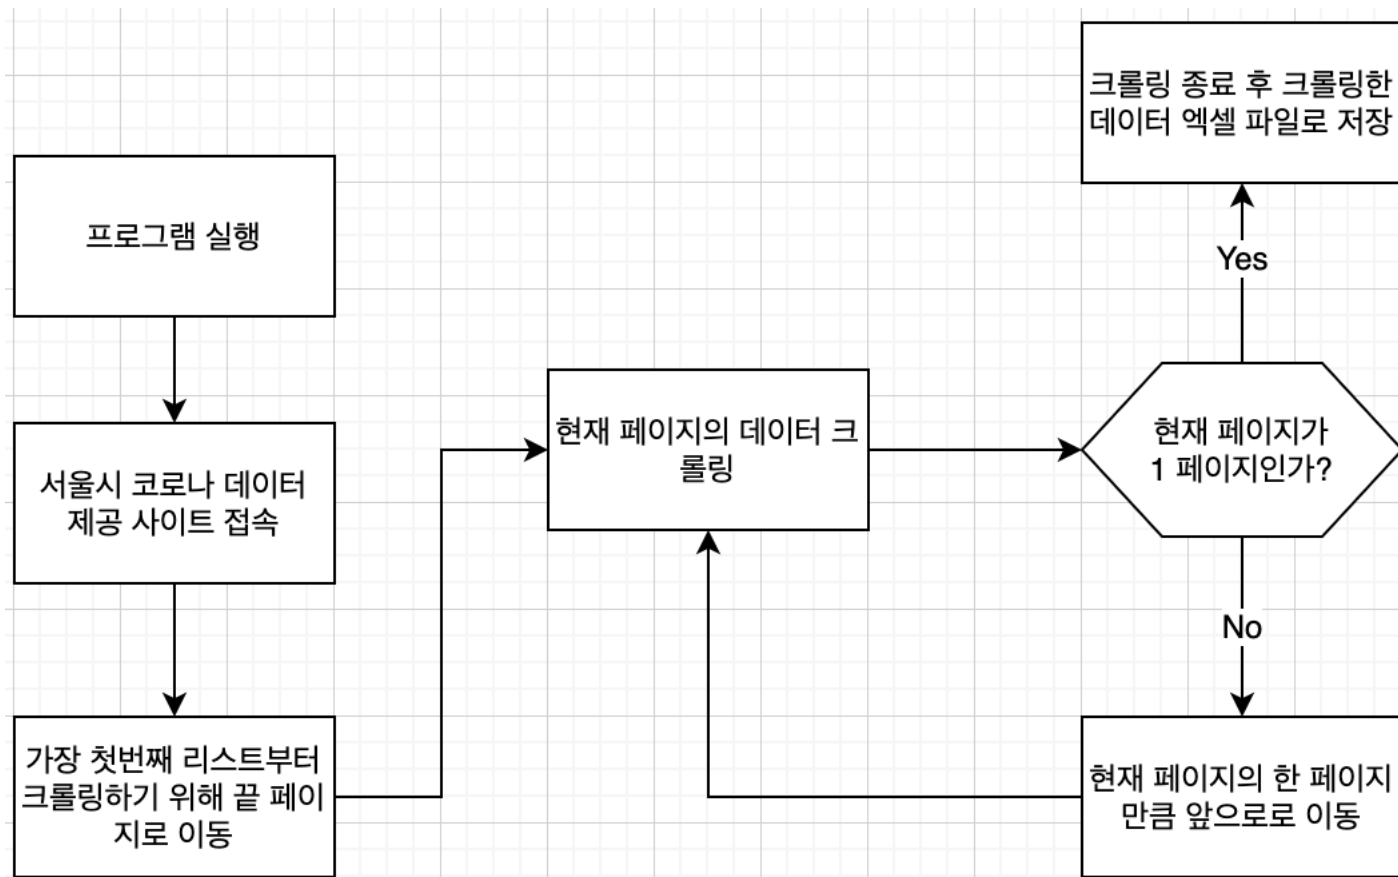 프로그램 실행
서울시 코로나 데이터
제공 사이트 접속
가장 첫번째 리스트부터
크롤링하기 위해 끝 페이
지로 이동
현재 페이지의 데이터 크
롤링
현재 페이지가
1 페이지인가?
Yes
크롤링 종료 후 크롤링한
데이터 엑셀 파일로 저장
No
현재 페이지의 한 페이지
만큼 앞으로로 이동